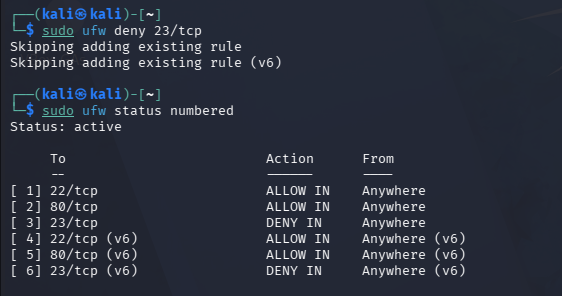 ┌──(kali㉿kali)-[~]
└─$ sudo ufw deny 23/tcp
Skipping adding existing rule
Skipping adding existing rule (v6)
┌──(kali㉿kali)-[~]
└─$ sudo ufw status numbered
Status: active
     To                         Action      From
     --                         ------      ----
[ 1] 22/tcp                     ALLOW IN    Anywhere
[ 2] 80/tcp                     ALLOW IN    Anywhere
[ 3] 23/tcp                     DENY IN     Anywhere
[ 4] 22/tcp (v6)                ALLOW IN    Anywhere (v6)
[ 5] 80/tcp (v6)                ALLOW IN    Anywhere (v6)
[ 6] 23/tcp (v6)                DENY IN     Anywhere (v6)